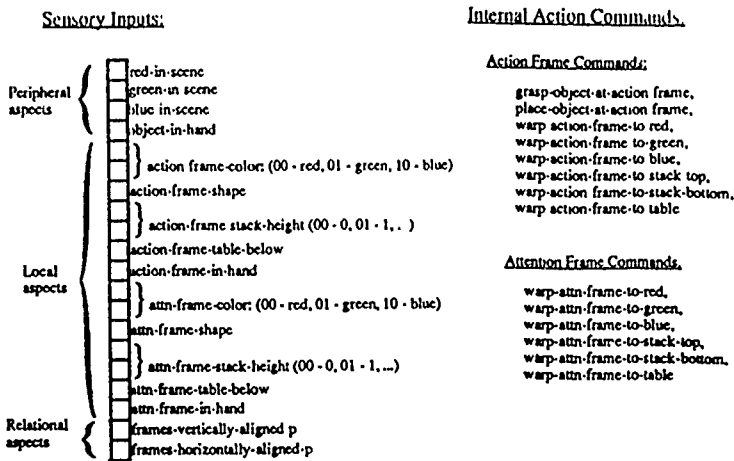 Sensory Inputs:
Peripheral aspects
red-in-scene
green-in scene
blue in-scene
object-in-hand
Local aspects
action frame-color: (00 - red, 01 - green, 10 - blue)
action-frame-shape
action-frame stack-height (00 - 0, 01 - 1, . )
action-frame-table-below
action-frame-in-hand
attn-frame-color: (00 - red, 01 - green, 10 - blue)
attn-frame-shape
attn-frame-stack-height (00 - 0, 01 - 1, ...)
attn-frame-table-below
attn-frame-in-hand
Relational aspects
frames-vertically-aligned p
frames-horizontally-aligned-p
Internal Action Commands.
Action Frame Commands:
grasp-object-at-action frame,
place-object-at-action frame,
warp action-frame-to red,
warp-action-frame to-green,
warp-action-frame to-blue,
warp-action-frame-to stack top,
warp-action frame-to-stack-bottom,
warp action-frame-to table
Attention Frame Commands.
warp-attn-frame-to-red,
warp-attn-frame-to-green,
warp-attn-frame-to-blue,
warp-attn-frame-to-stack-top,
warp-attn-frame-to-stack-bottom,
warp-attn-frame-to-table